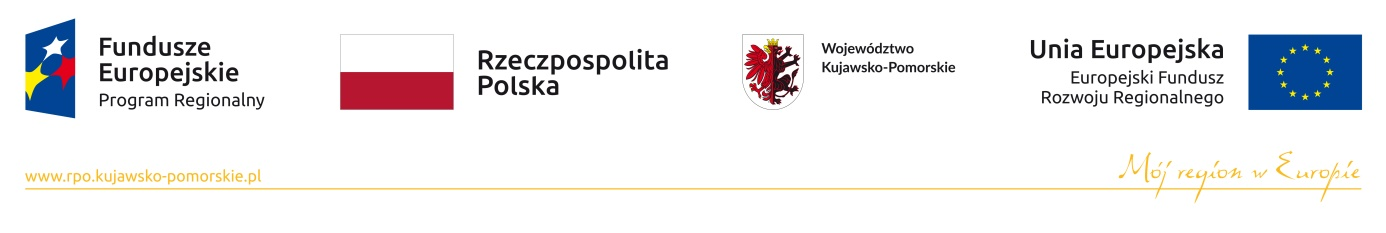 Fundusze
Europejskie
Program Regionalny
Rzeczpospolita
Polska
Województwo
Kujawsko-Pomorskie
Unia Europejska
Europejski Fundusz
Rozwoju Regionalnego
www.rpo.kujawsko-pomorskie.pl
Mój region w Europie